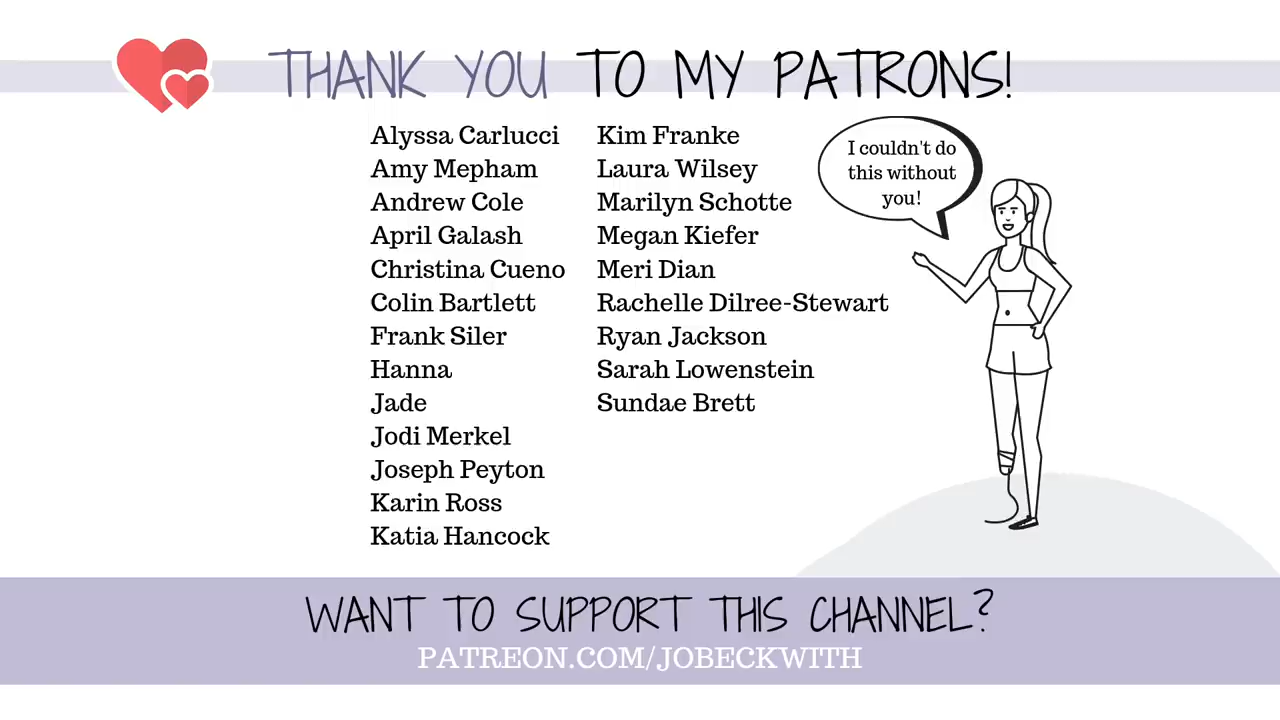 THANK YOU TO MY PATRONS!
Alyssa Carlucci
Amy Mepham
Andrew Cole
April Galash
Christina Cueno
Colin Bartlett
Frank Siler
Hanna
Jade
Jodi Merkel
Joseph Peyton
Karin Ross
Katia Hancock
Kim Franke
Laura Wilsey
Marilyn Schotte
Megan Kiefer
Meri Dian
Rachelle Dilree-Stewart
Ryan Jackson
Sarah Lowenstein
Sundae Brett
I couldn't do
this without
you!
WANT TO SUPPORT THIS CHANNEL?
PATREON.COM/JOBECKWITH